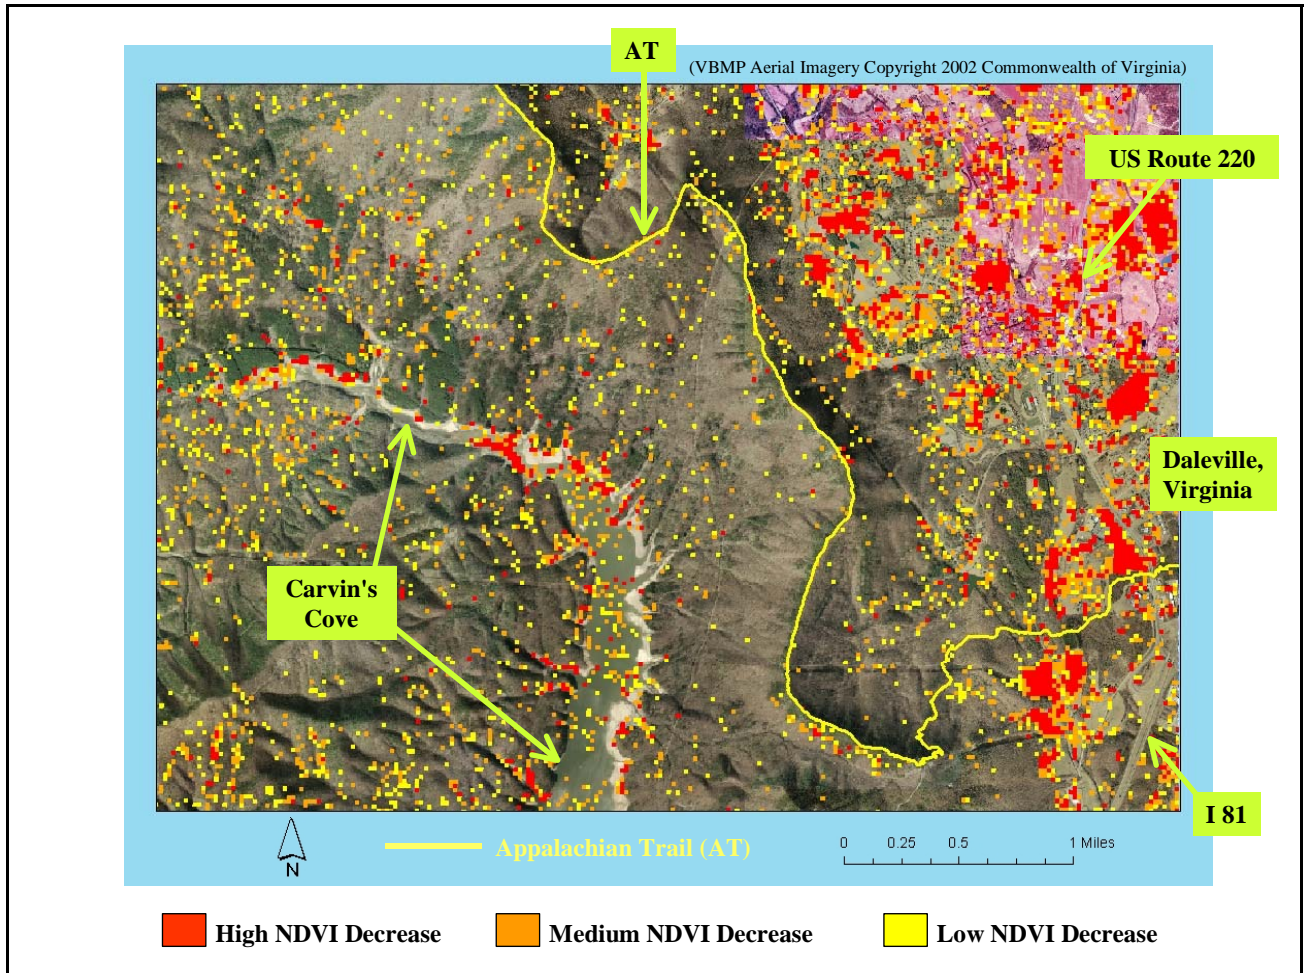 AT
(VBMP Aerial Imagery Copyright 2002 Commonwealth of Virginia)
US Route 220
Daleville,
Virginia
Carvin's
Cove
I 81
N
Appalachian Trail (AT)
0 0.25 0.5 1 Miles
High NDVI Decrease
Medium NDVI Decrease
Low NDVI Decrease